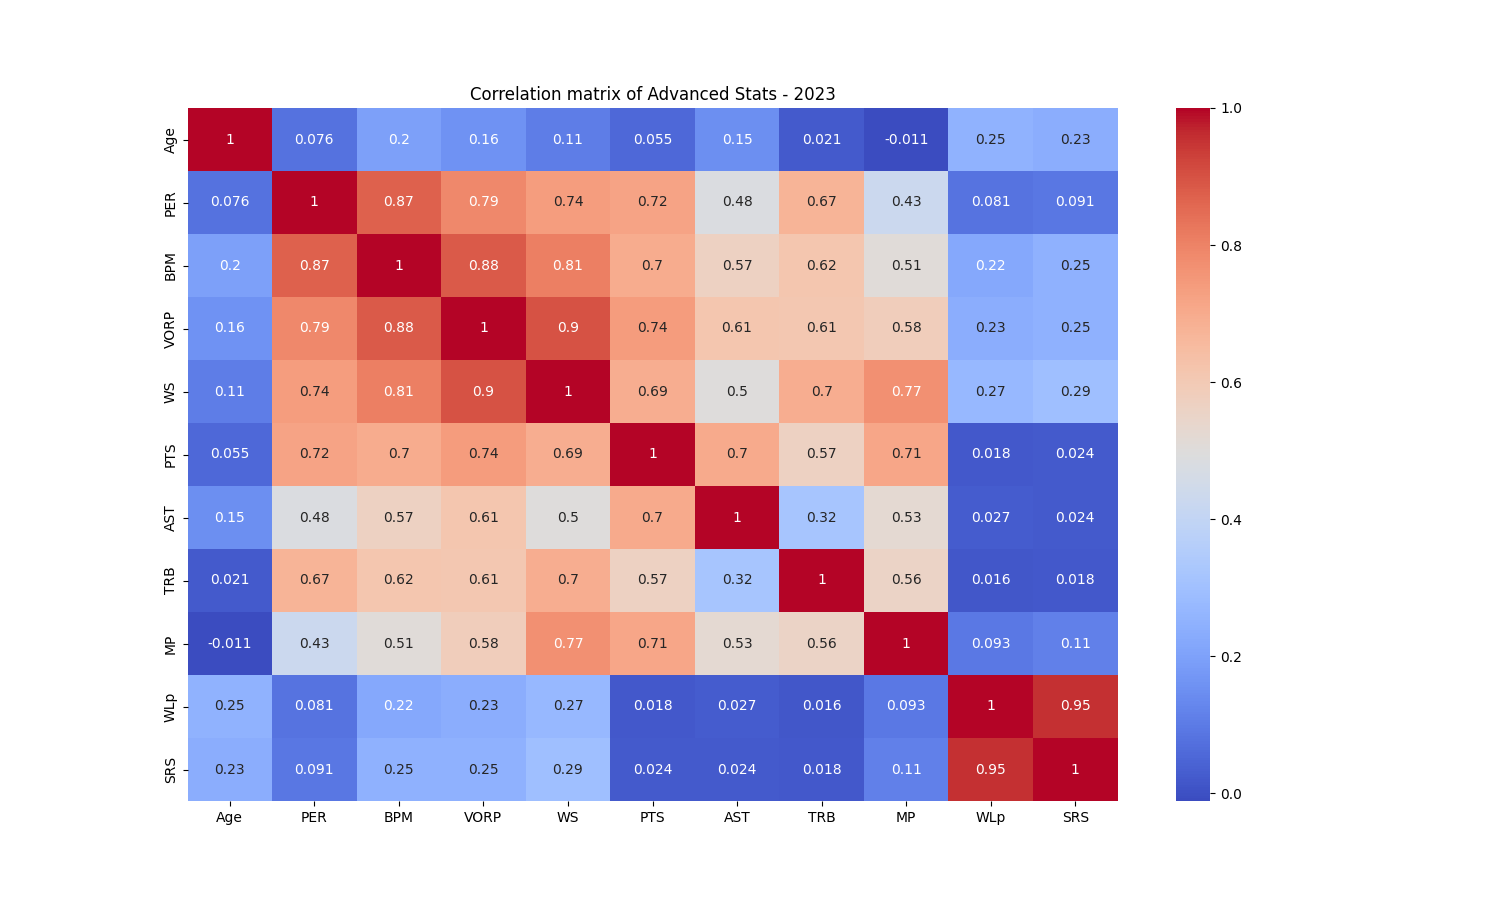 Correlation matrix of Advanced Stats - 2023
Age 1 0.076 0.2 0.16 0.11 0.055 0.15 0.021 -0.011 0.25 0.23
PER 0.076 1 0.87 0.79 0.74 0.72 0.48 0.67 0.43 0.081 0.091
BPM 0.2 0.87 1 0.88 0.81 0.7 0.57 0.62 0.51 0.22 0.25
VORP 0.16 0.79 0.88 1 0.9 0.74 0.61 0.61 0.58 0.23 0.25
WS 0.11 0.74 0.81 0.9 1 0.69 0.5 0.7 0.77 0.27 0.29
PTS 0.055 0.72 0.7 0.74 0.69 1 0.7 0.57 0.71 0.018 0.024
AST 0.15 0.48 0.57 0.61 0.5 0.7 1 0.32 0.53 0.027 0.024
TRB 0.021 0.67 0.62 0.61 0.7 0.57 0.32 1 0.56 0.016 0.018
MP -0.011 0.43 0.51 0.58 0.77 0.71 0.53 0.56 1 0.093 0.11
WLp 0.25 0.081 0.22 0.23 0.27 0.018 0.027 0.016 0.093 1 0.95
SRS 0.23 0.091 0.25 0.25 0.29 0.024 0.024 0.018 0.11 0.95 1
Age PER BPM VORP WS PTS AST TRB MP WLp SRS
1.0
0.8
0.6
0.4
0.2
0.0